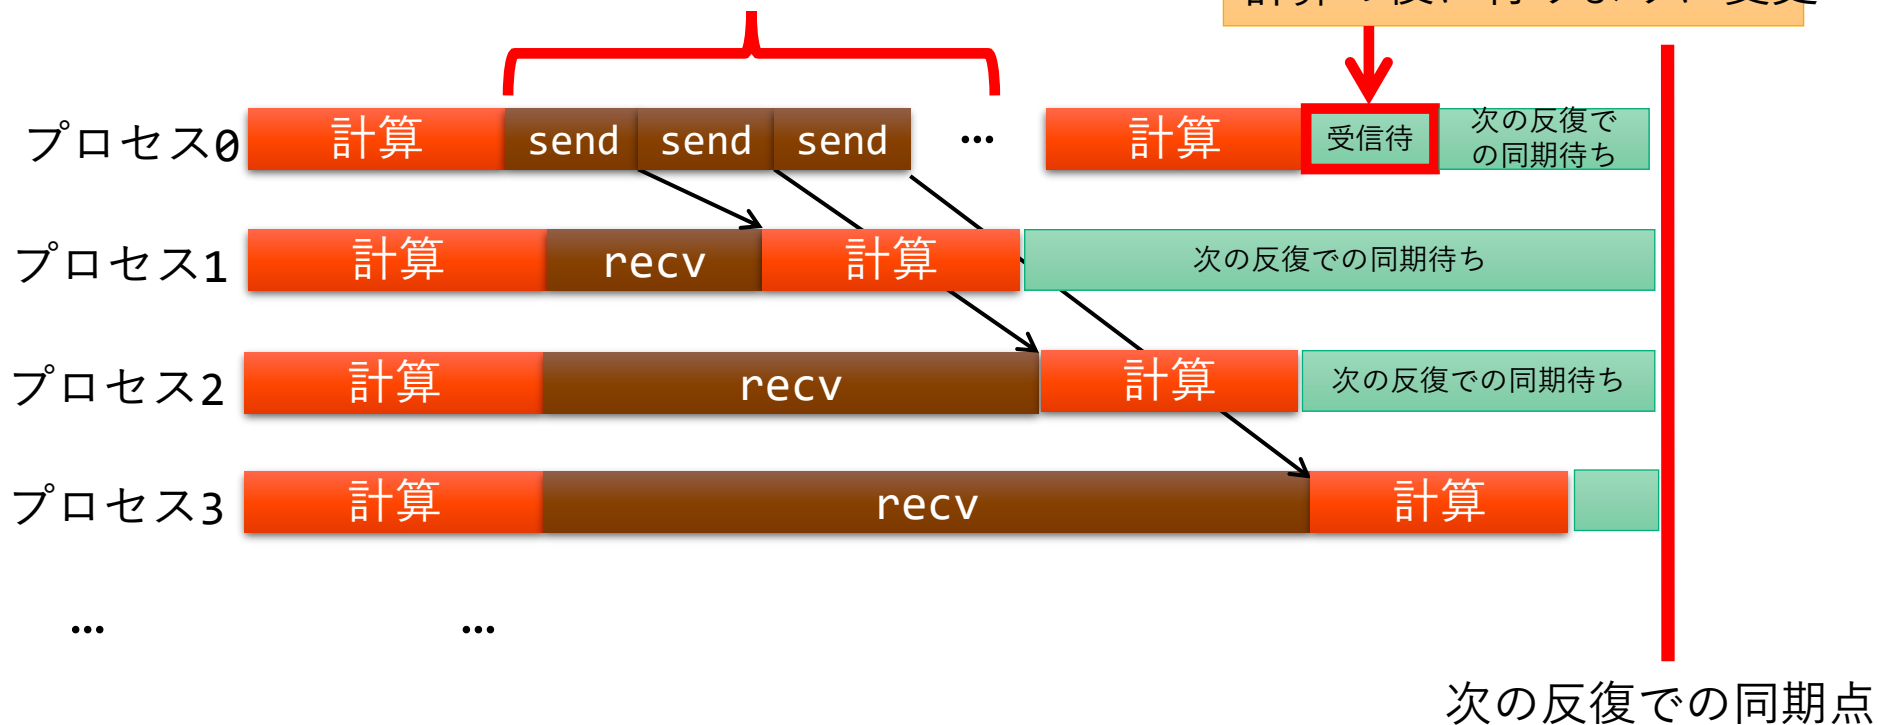 プロセス0 計算 send send send … 計算 受信待 次の反復で
の同期待ち
プロセス1 計算 recv 計算 次の反復での同期待ち
プロセス2 計算 recv 計算 次の反復での同期待ち
プロセス3 計算 recv 計算
… …
次の反復での同期点